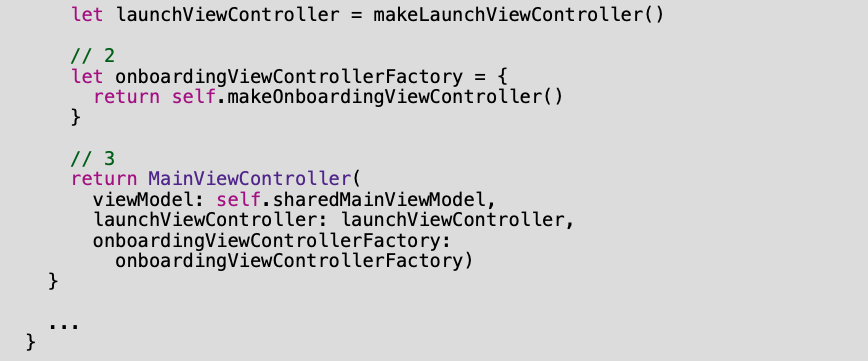 let launchViewController = makeLaunchViewController()
// 2
let onboardingViewControllerFactory = {
return self.makeOnboardingViewController()
}
// 3
return MainViewController(
viewModel: self.sharedMainViewModel,
launchViewController: launchViewController,
onboardingViewControllerFactory:
onboardingViewControllerFactory)
}
...
}